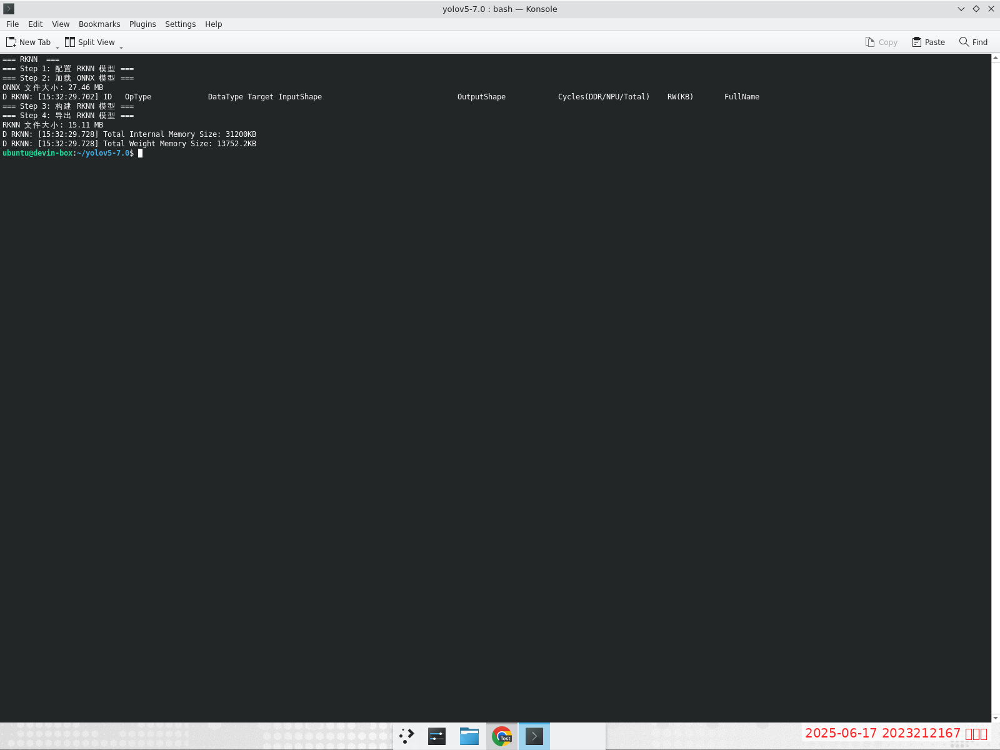 yolov5-7.0 : bash — Konsole
File Edit View Bookmarks Plugins Settings Help
New Tab Split View Copy Paste Find
=== RKNN  ===
=== Step 1: 配置 RKNN 模型 ===
=== Step 2: 加载 ONNX 模型 ===
ONNX 文件大小: 27.46 MB
D RKNN: [15:32:29.702] ID   OpType             DataType Target InputShape                               OutputShape            Cycles(DDR/NPU/Total)    RW(KB)       FullName
=== Step 3: 构建 RKNN 模型 ===
=== Step 4: 导出 RKNN 模型 ===
RKNN 文件大小: 15.11 MB
D RKNN: [15:32:29.728] Total Internal Memory Size: 31200KB
D RKNN: [15:32:29.728] Total Weight Memory Size: 13752.2KB
ubuntu@devin-box:~/yolov5-7.0$
Test
2025-06-17 2023212167